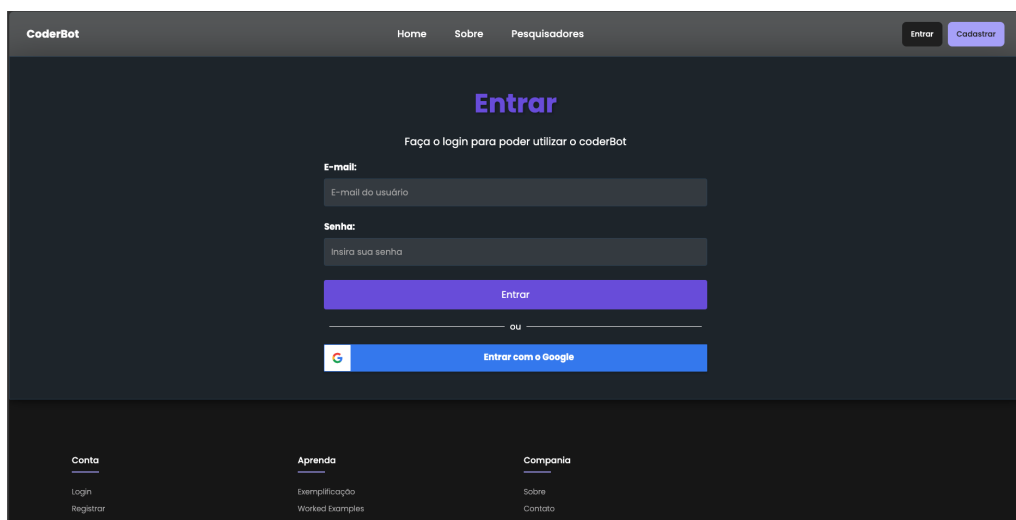 CoderBot Home Sobre Pesquisadores Entrar Cadastrar
Entrar
Faça o login para poder utilizar o coderBot
E-mail:
E-mail do usuário
Senha:
Insira sua senha
Entrar
ou
Entrar com o Google
Conta Aprenda Compania
Login Exemplificação Sobre
Registrar Worked Examples Contato